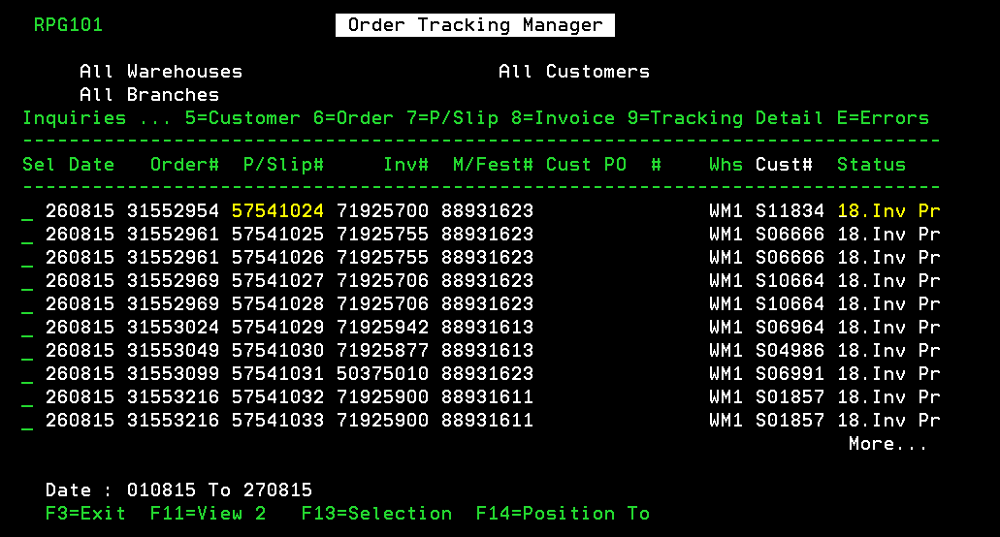 RPG101 Order Tracking Manager
All Warehouses All Customers
All Branches
Inquiries ... 5=Customer 6=Order 7=P/Slip 8=Invoice 9=Tracking Detail E=Errors
-------------------------------------------------------------------------------
Sel Date Order# P/Slip# Inv# M/Fest# Cust PO # Whs Cust# Status
-------------------------------------------------------------------------------
_ 260815 31552954 57541024 71925700 88931623 WM1 S11834 18.Inv Pr
_ 260815 31552961 57541025 71925755 88931623 WM1 S06666 18.Inv Pr
_ 260815 31552961 57541026 71925755 88931623 WM1 S06666 18.Inv Pr
_ 260815 31552969 57541027 71925706 88931623 WM1 S10664 18.Inv Pr
_ 260815 31552969 57541028 71925706 88931623 WM1 S10664 18.Inv Pr
_ 260815 31553024 57541029 71925942 88931613 WM1 S06964 18.Inv Pr
_ 260815 31553049 57541030 71925877 88931613 WM1 S04986 18.Inv Pr
_ 260815 31553099 57541031 50375010 88931623 WM1 S06991 18.Inv Pr
_ 260815 31553216 57541032 71925900 88931611 WM1 S01857 18.Inv Pr
_ 260815 31553216 57541033 71925900 88931611 WM1 S01857 18.Inv Pr
More...
Date : 010815 To 270815
F3=Exit F11=View 2 F13=Selection F14=Position To